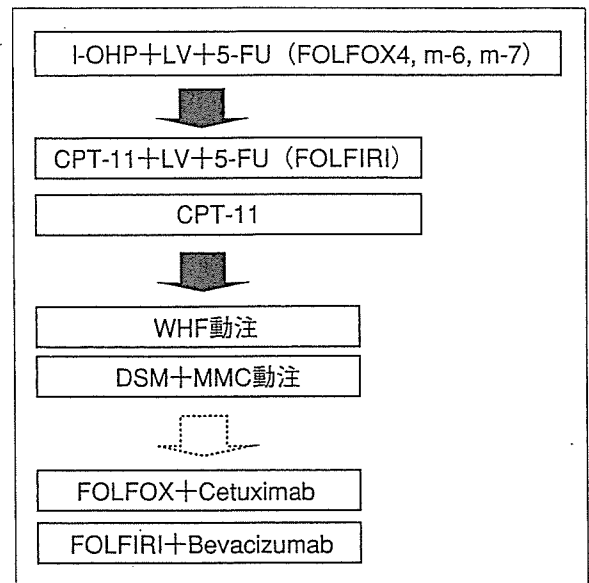 l-OHP＋LV＋5-FU（FOLFOX4, m-6, m-7）
CPT-11＋LV＋5-FU（FOLFIRI）
CPT-11
WHF動注
DSM＋MMC動注
FOLFOX＋Cetuximab
FOLFIRI＋Bevacizumab